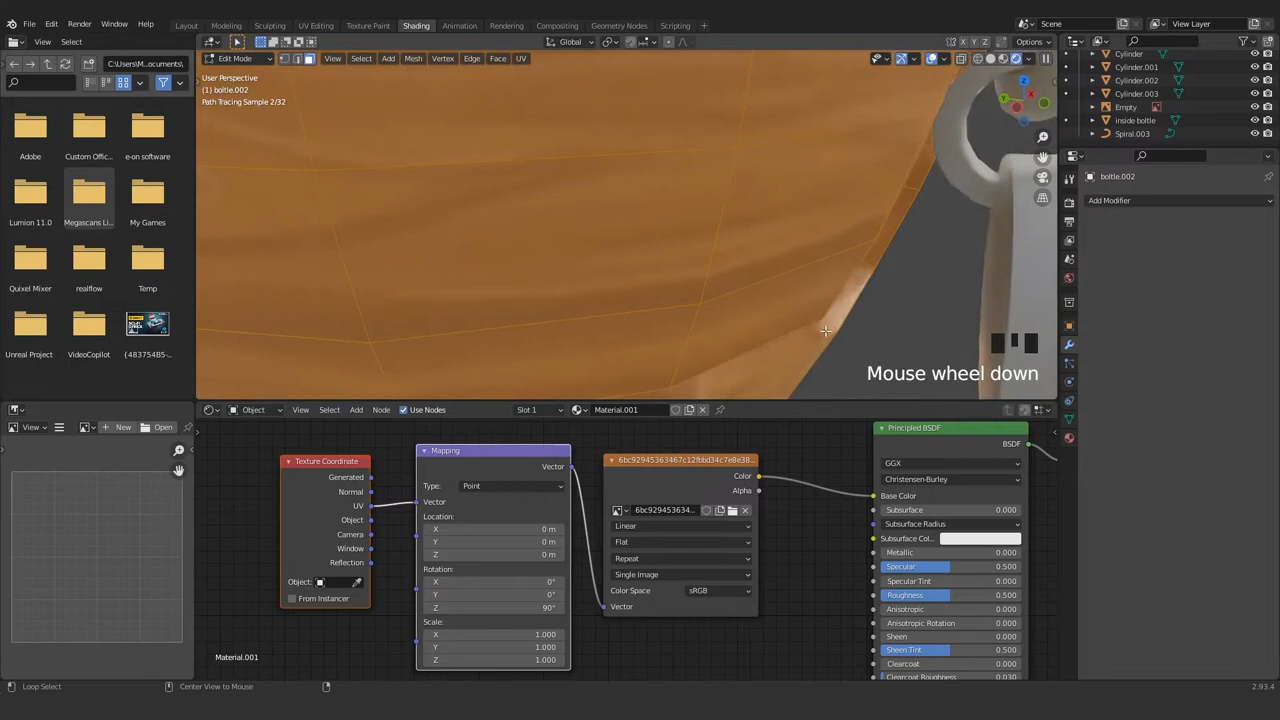 File Edit Render Window Help Layout Modeling Sculpting UV Editing Texture Paint Shading Animation Rendering Compositing Geometry Nodes Scripting Scene View Layer
View Select Global Options
C:\Users\M...ocuments\ Edit Mode View Select Add Mesh Vertex Edge Face UV
User Perspective
(1) boltle.002
Path Tracing Sample 2/32
Cylinder
Cylinder.001
Cylinder.002
Cylinder.003
Empty
inside boltle
Spiral.003
Z
Y
X
Adobe Custom Offic... e-on software
Lumion 11.0 Megascans Li... My Games
Quixel Mixer realflow Temp
Unreal Project VideoCopilot {483754B5-...
boltle.002
Add Modifier
Mouse wheel down
View New Open
Object View Select Add Node Use Nodes Slot 1 Material.001
Texture Coordinate
Generated
Normal
UV
Object
Camera
Window
Reflection
Object:
From Instancer
Mapping
Vector
Type: Point
Vector
Location:
X 0 m
Y 0 m
Z 0 m
Rotation:
X 0°
Y 0°
Z 90°
Scale:
X 1.000
Y 1.000
Z 1.000
6bc92945363467c12fbbd34c7e8e38...
Color
Alpha
6bc929453634...
Linear
Flat
Repeat
Single Image
Color Space sRGB
Vector
Principled BSDF
BSDF
GGX
Christensen-Burley
Base Color
Subsurface 0.000
Subsurface Radius
Subsurface Col...
Metallic 0.000
Specular 0.500
Specular Tint 0.000
Roughness 0.500
Anisotropic 0.000
Anisotropic Rotation 0.000
Sheen 0.000
Sheen Tint 0.500
Clearcoat 0.000
Clearcoat Roughness 0.030
Material.001
Loop Select Center View to Mouse 2.93.4